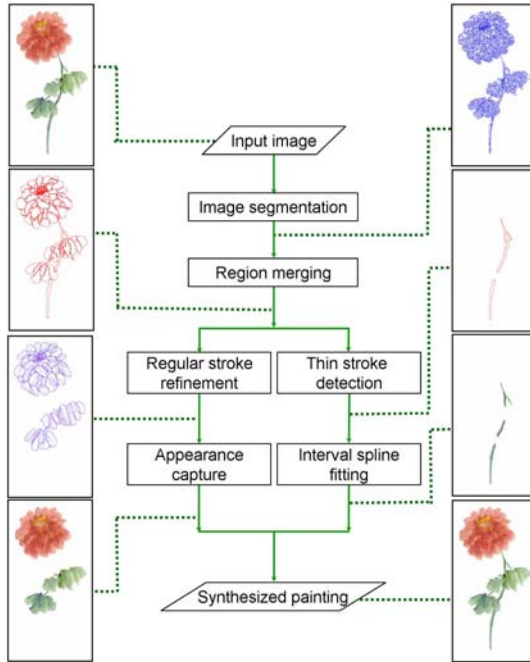 Input image
Image segmentation
Region merging
Regular stroke
refinement
Thin stroke
detection
Appearance
capture
Interval spline
fitting
Synthesized painting